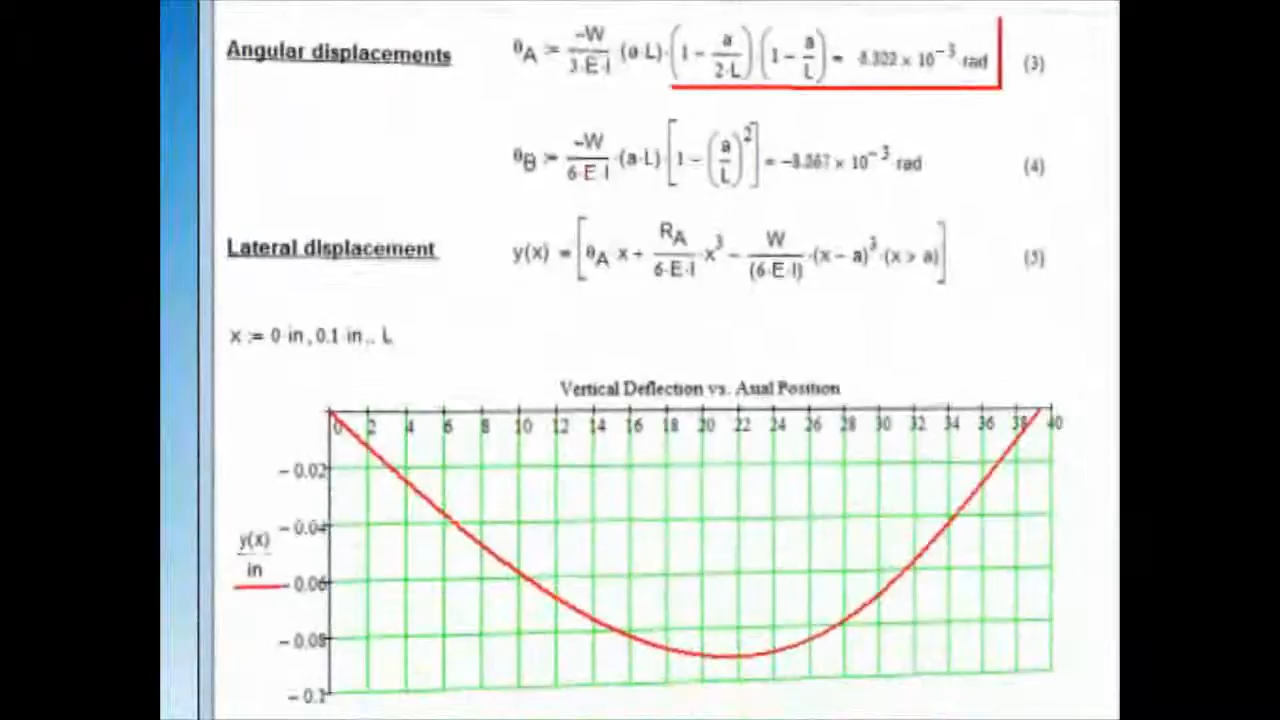 Angular displacements θA := −W/(3·E·I) · (a·L) · (1 − a/(2·L)) · (1 − a/L) = rad (3)
θB := −W/(6·E·I) · (a·L) · [1 − (a/L)²] = × 10⁻³ rad (4)
Lateral displacement y(x) = [θA x + RA/(6·E·I) · x³ − W/(6·E·I) · (x − a)³ · (x > a)] (5)
x := 0·in, 0.1·in .. L
Vertical Deflection vs. Axial Position
0 2 4 6 8 10 12 14 16 18 20 22 24 26 28 30 32 34 36 38 40
− 0.02
− 0.04
y(x)
in
− 0.06
− 0.08
− 0.1